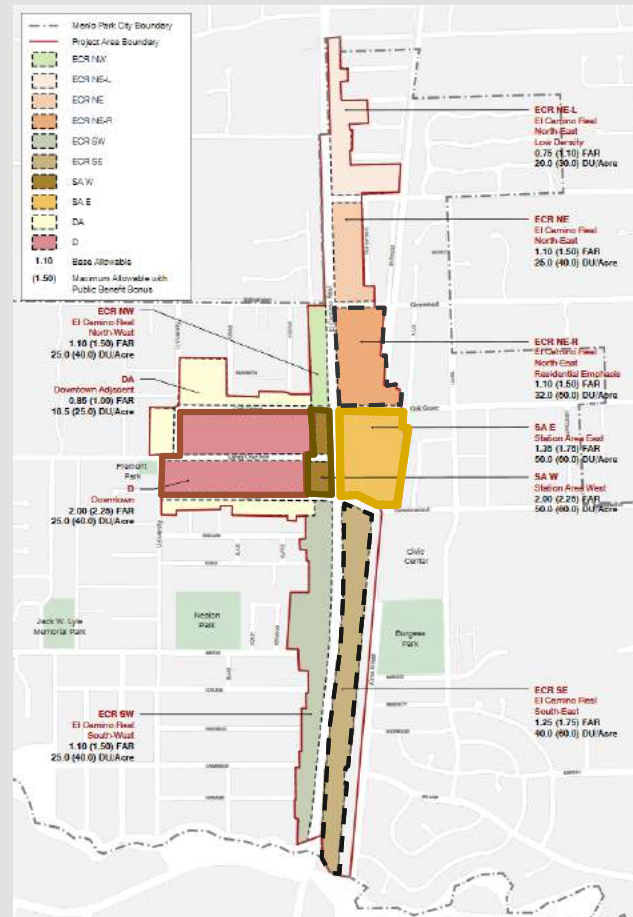 Menlo Park City Boundary
Project Area Boundary
ECR NW
ECR NE-L
ECR NE
ECR NE-R
ECR SW
ECR SE
SA W
SA E
DA
D
1.10 Base Allowable
(1.50) Maximum Allowable with
Public Benefit Bonus
ECR NE-L
El Camino Real
North-East
Low Density
0.75 (1.10) FAR
20.0 (30.0) DU/Acre
ECR NE
El Camino Real
North-East
1.10 (1.50) FAR
25.0 (40.0) DU/Acre
ECR NW
El Camino Real
North-West
1.10 (1.50) FAR
25.0 (40.0) DU/Acre
ECR NE-R
El Camino Real
North-East
Residential Emphasis
1.10 (1.50) FAR
32.0 (50.0) DU/Acre
DA
Downtown Adjacent
0.85 (1.00) FAR
18.5 (25.0) DU/Acre
Oak Grove
SA E
Station Area East
1.35 (1.75) FAR
50.0 (60.0) DU/Acre
SA W
Station Area West
2.00 (2.25) FAR
50.0 (60.0) DU/Acre
Fremont
Park
D
Downtown
2.00 (2.25) FAR
25.0 (40.0) DU/Acre
University
University
Ravenswood
Civic
Center
Jack W. Lyle
Memorial Park
Nealon
Park
Burgess
Park
ECR SE
El Camino Real
South-East
1.25 (1.75) FAR
40.0 (60.0) DU/Acre
ECR SW
El Camino Real
South-West
1.10 (1.50) FAR
25.0 (40.0) DU/Acre